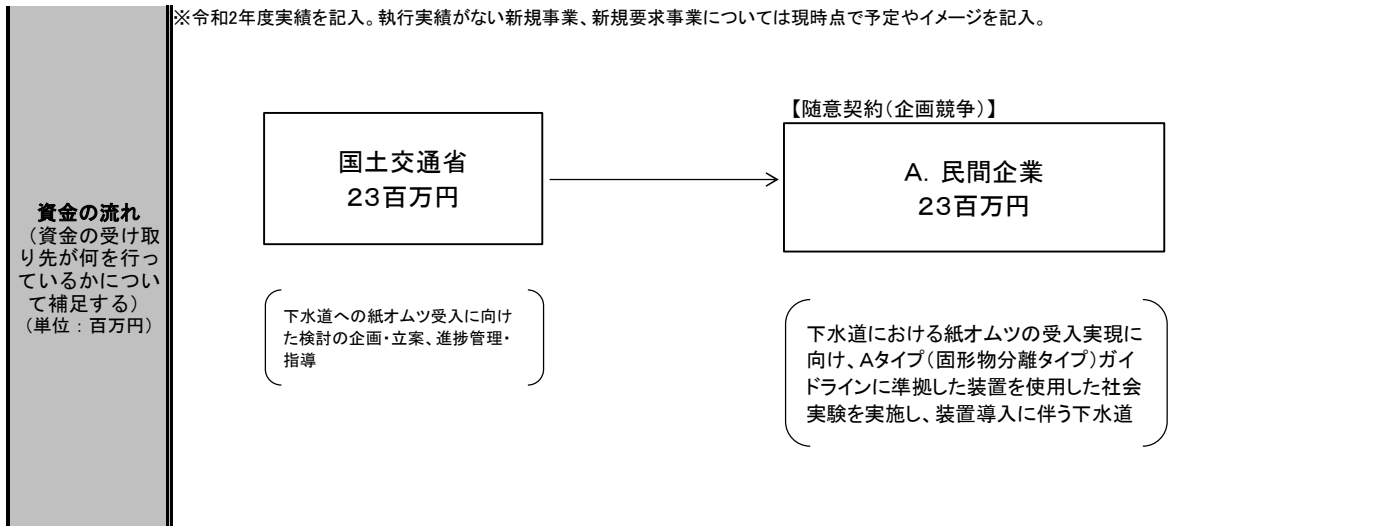 ※令和2年度実績を記入。執行実績がない新規事業、新規要求事業については現時点で予定やイメージを記入。
資金の流れ
（資金の受け取
り先が何を行っ
ているかについ
て補足する）
（単位：百万円）
国土交通省
23百万円
【随意契約（企画競争）】
A．民間企業
23百万円
下水道への紙オムツ受入に向け
た検討の企画・立案、進捗管理・
指導
下水道における紙オムツの受入実現に
向け、Aタイプ（固形物分離タイプ）ガイ
ドラインに準拠した装置を使用した社会
実験を実施し、装置導入に伴う下水道